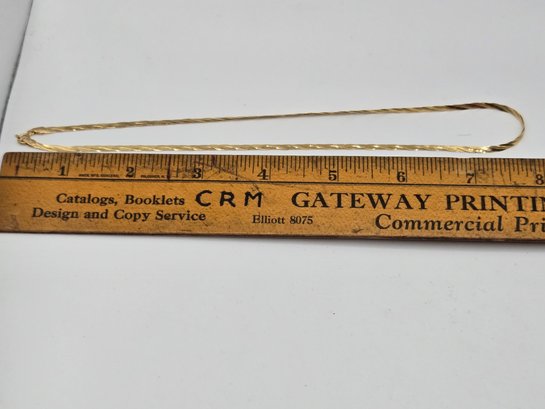 1 1 2 3 4 5 6 7 8
Catalogs, Booklets CRM GATEWAY PRINTIN
Design and Copy Service Elliott 8075 Commercial Pri